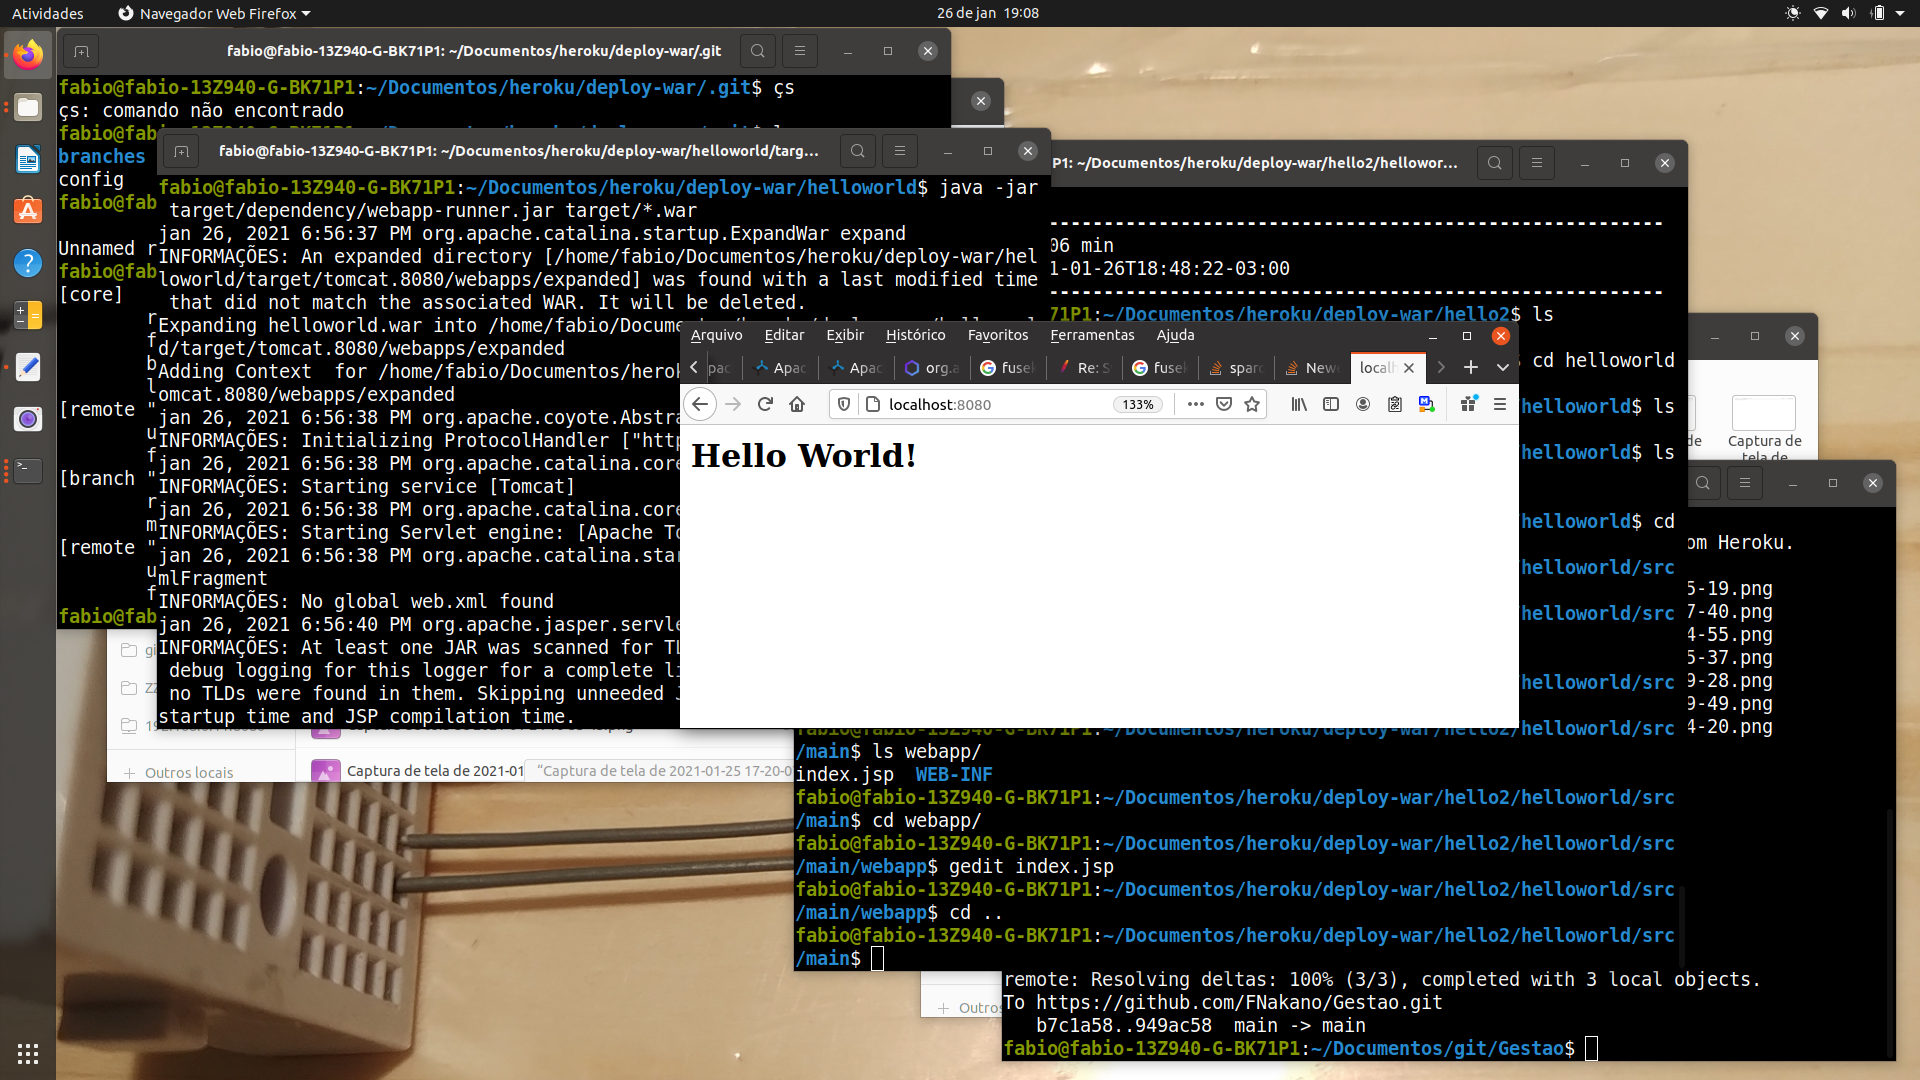 Atividades
Navegador Web Firefox
26 de jan 19:08
fabio@fabio-13Z940-G-BK71P1: ~/Documentos/heroku/deploy-war/.git
fabio@fabio-13Z940-G-BK71P1:~/Documentos/heroku/deploy-war/.git$ çs
çs: comando não encontrado
branches
config
fabio@fab
Unnamed r
fabio@fab
[core]
[remote "
[branch "
[remote "
fabio@fab
fabio@fabio-13Z940-G-BK71P1: ~/Documentos/heroku/deploy-war/helloworld/targ...
fabio@fabio-13Z940-G-BK71P1:~/Documentos/heroku/deploy-war/helloworld$ java -jar
target/dependency/webapp-runner.jar target/*.war
jan 26, 2021 6:56:37 PM org.apache.catalina.startup.ExpandWar expand
INFORMAÇÕES: An expanded directory [/home/fabio/Documentos/heroku/deploy-war/hel
loworld/target/tomcat.8080/webapps/expanded] was found with a last modified time
that did not match the associated WAR. It will be deleted.
Expanding helloworld.war into /home/fabio/Docume
d/target/tomcat.8080/webapps/expanded
Adding Context  for /home/fabio/Documentos/herok
omcat.8080/webapps/expanded
jan 26, 2021 6:56:38 PM org.apache.coyote.Abstra
INFORMAÇÕES: Initializing ProtocolHandler ["http
jan 26, 2021 6:56:38 PM org.apache.catalina.core
INFORMAÇÕES: Starting service [Tomcat]
jan 26, 2021 6:56:38 PM org.apache.catalina.core
INFORMAÇÕES: Starting Servlet engine: [Apache To
jan 26, 2021 6:56:38 PM org.apache.catalina.star
mlFragment
INFORMAÇÕES: No global web.xml found
jan 26, 2021 6:56:40 PM org.apache.jasper.servle
INFORMAÇÕES: At least one JAR was scanned for TL
debug logging for this logger for a complete li
no TLDs were found in them. Skipping unneeded J
startup time and JSP compilation time.
P1: ~/Documentos/heroku/deploy-war/hello2/hellowor...
06 min
1-01-26T18:48:22-03:00
71P1:~/Documentos/heroku/deploy-war/hello2$ ls
cd helloworld
helloworld$ ls
helloworld$ ls
helloworld$ cd
helloworld/src
helloworld/src
helloworld/src
helloworld/src
/main$ ls webapp/
index.jsp  WEB-INF
fabio@fabio-13Z940-G-BK71P1:~/Documentos/heroku/deploy-war/hello2/helloworld/src
/main$ cd webapp/
fabio@fabio-13Z940-G-BK71P1:~/Documentos/heroku/deploy-war/hello2/helloworld/src
/main/webapp$ gedit index.jsp
fabio@fabio-13Z940-G-BK71P1:~/Documentos/heroku/deploy-war/hello2/helloworld/src
/main/webapp$ cd ..
fabio@fabio-13Z940-G-BK71P1:~/Documentos/heroku/deploy-war/hello2/helloworld/src
/main$
Arquivo Editar Exibir Histórico Favoritos Ferramentas Ajuda
pac Apac Apac org.a fusek Re: S fusek sparc New localh
localhost:8080 133%
Hello World!
de Captura de
tela de
om Heroku.
5-19.png
7-40.png
4-55.png
5-37.png
9-28.png
9-49.png
4-20.png
remote: Resolving deltas: 100% (3/3), completed with 3 local objects.
To https://github.com/FNakano/Gestao.git
b7c1a58..949ac58  main -> main
fabio@fabio-13Z940-G-BK71P1:~/Documentos/git/Gestao$
gi
ZZ
Outros locais
Captura de tela de 2021-01
"Captura de tela de 2021-01-25 17-20-0
Outros